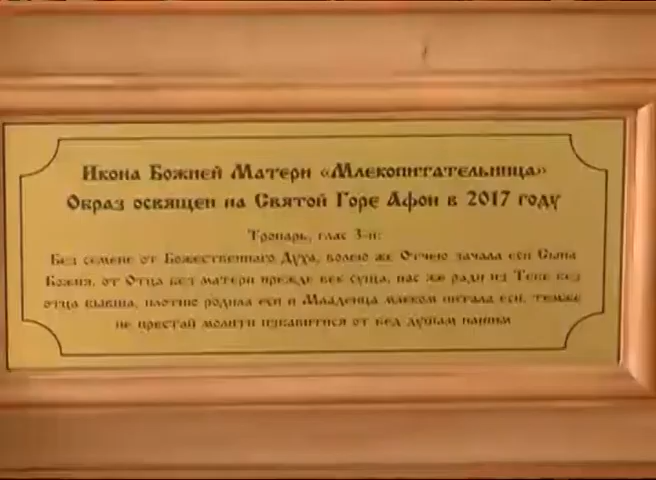 Икона Божией Матери «Млекопитательница»
Образ освящен на Святой Горе Афон в 2017 году
Тропарь, глас 3-й:
Без семене от Божественнаго Духа, волею же Отчею зачала еси Сына
Божия, от Отца без матери прежде век суща, нас же ради из Тебе без
отца бывша, плотию родила еси и Младенца млеком питала еси, темже
не престай молити избавитися от бед душам нашим